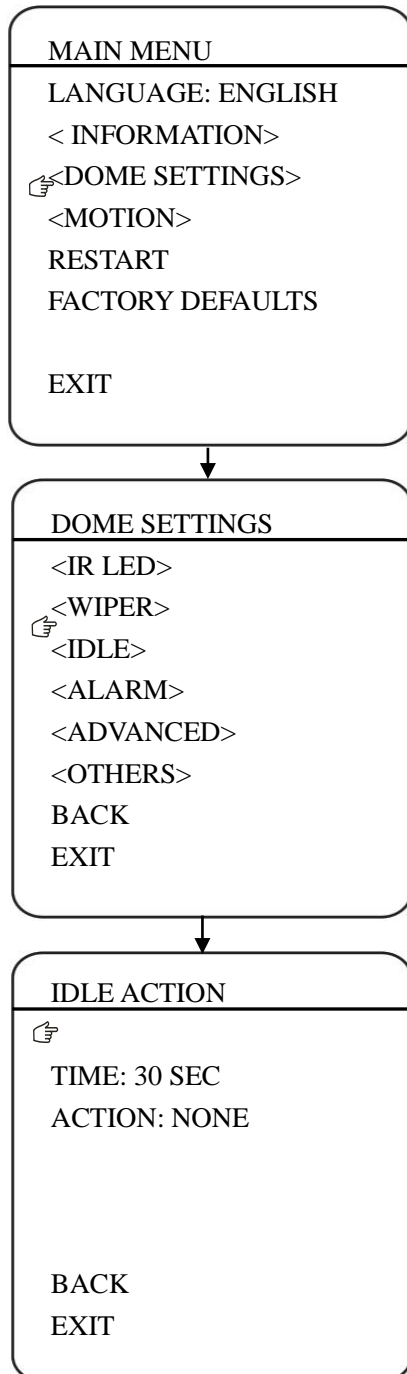 MAIN MENU
LANGUAGE: ENGLISH
< INFORMATION>
<DOME SETTINGS>
<MOTION>
RESTART
FACTORY DEFAULTS
EXIT
DOME SETTINGS
<IR LED>
<WIPER>
<IDLE>
<ALARM>
<ADVANCED>
<OTHERS>
BACK
EXIT
IDLE ACTION
TIME: 30 SEC
ACTION: NONE
BACK
EXIT